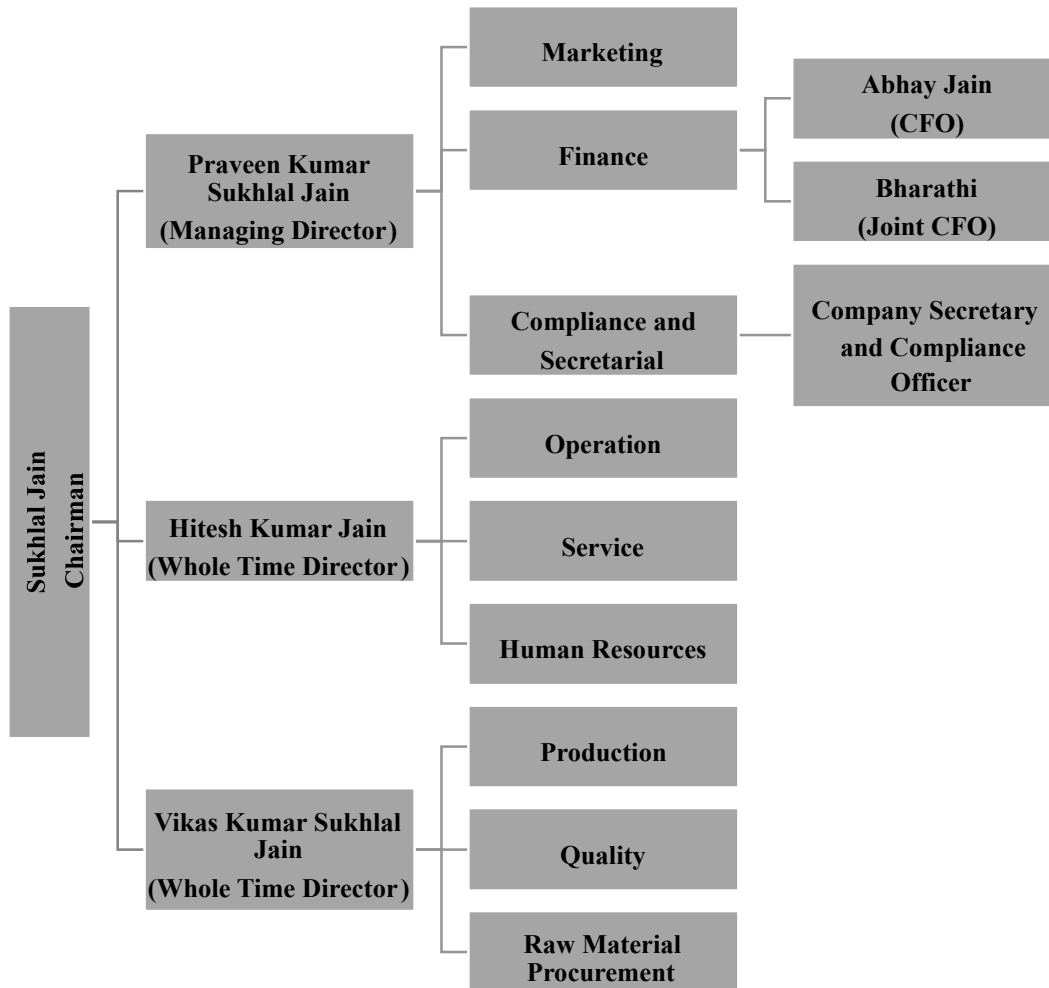 Sukhlal Jain
Chairman
Praveen Kumar
Sukhlal Jain
(Managing Director)
Marketing
Finance
Abhay Jain
(CFO)
Bharathi
(Joint CFO)
Compliance and
Secretarial
Company Secretary
and Compliance
Officer
Hitesh Kumar Jain
(Whole Time Director)
Operation
Service
Human Resources
Vikas Kumar Sukhlal
Jain
(Whole Time Director)
Production
Quality
Raw Material
Procurement